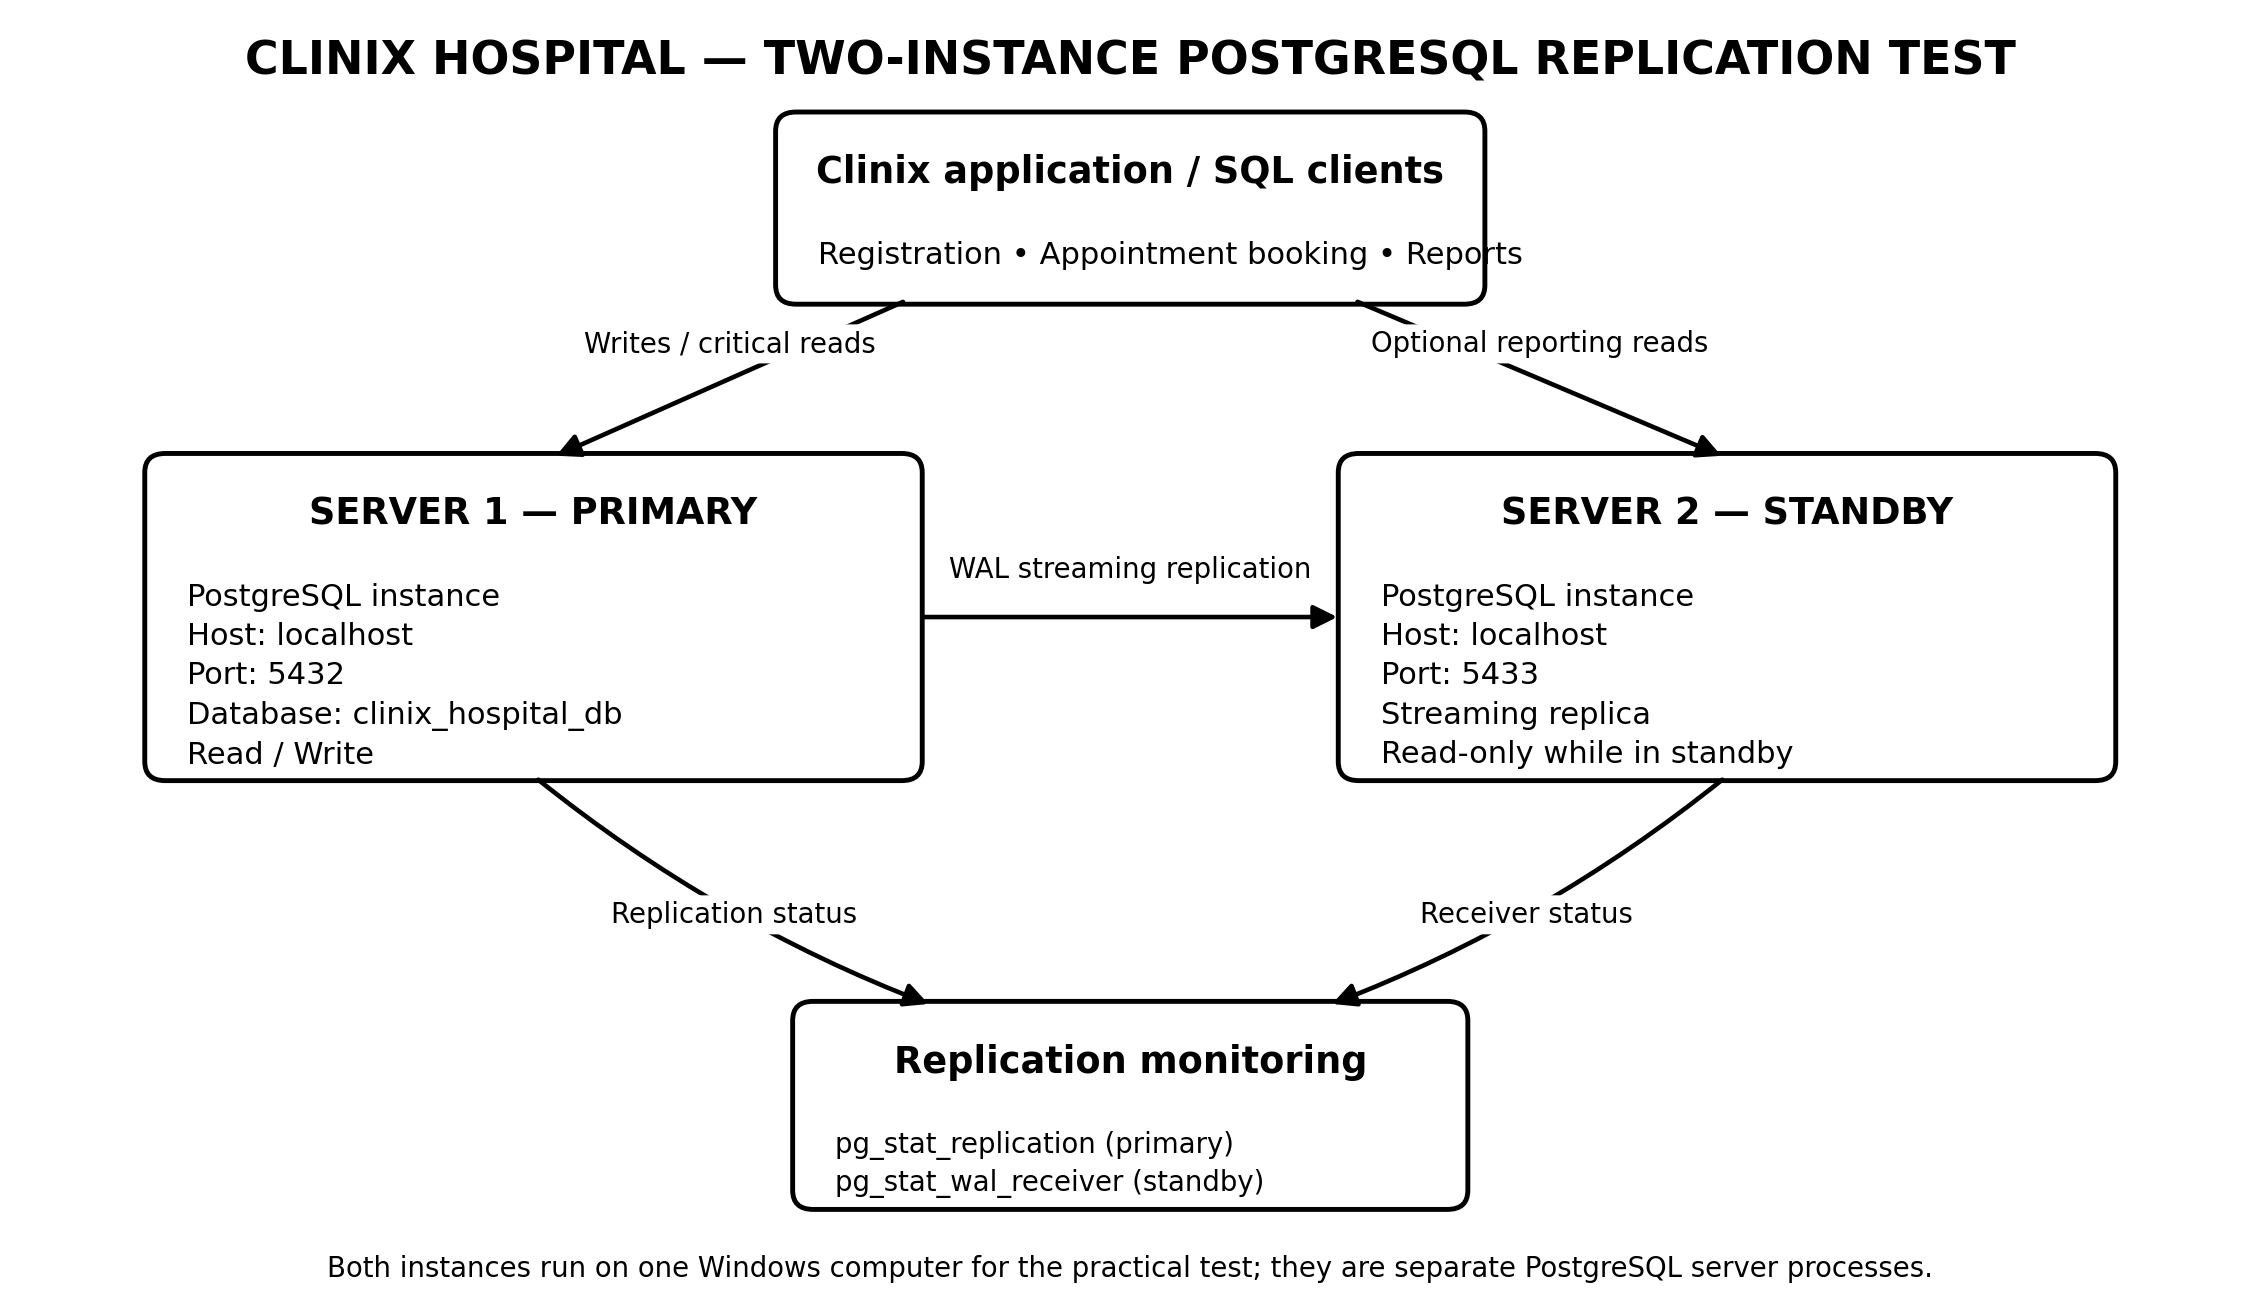 CLINIX HOSPITAL — TWO-INSTANCE POSTGRESQL REPLICATION TEST
Clinix application / SQL clients
Registration • Appointment booking • Reports
Writes / critical reads
Optional reporting reads
SERVER 1 — PRIMARY
PostgreSQL instance
Host: localhost
Port: 5432
Database: clinix_hospital_db
Read / Write
WAL streaming replication
SERVER 2 — STANDBY
PostgreSQL instance
Host: localhost
Port: 5433
Streaming replica
Read-only while in standby
Replication status
Receiver status
Replication monitoring
pg_stat_replication (primary)
pg_stat_wal_receiver (standby)
Both instances run on one Windows computer for the practical test; they are separate PostgreSQL server processes.